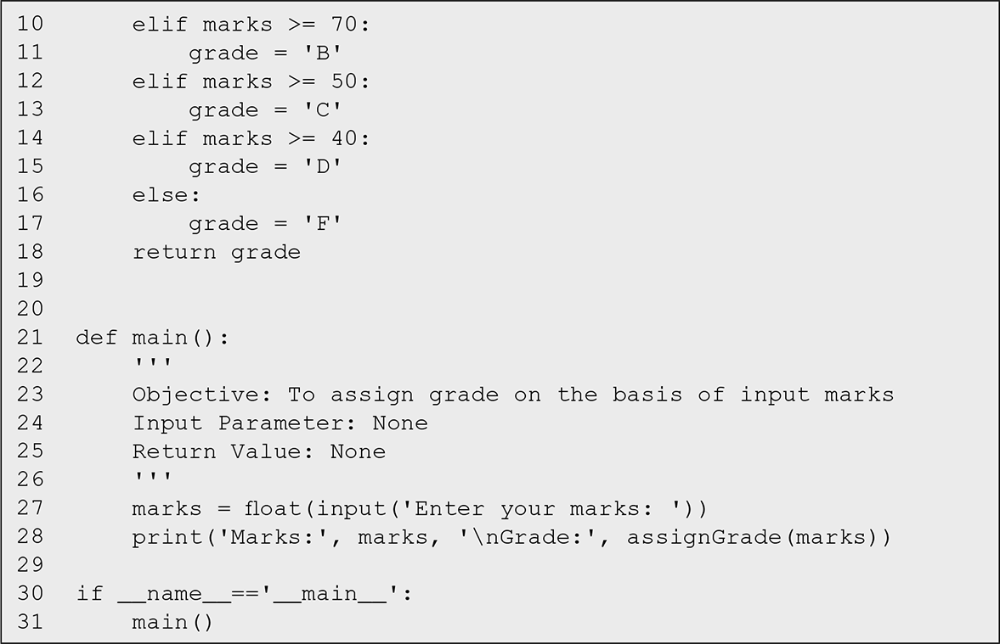 10      elif marks >= 70:
11          grade = 'B'
12      elif marks >= 50:
13          grade = 'C'
14      elif marks >= 40:
15          grade = 'D'
16      else:
17          grade = 'F'
18      return grade
19
20
21  def main():
22      '''
23      Objective: To assign grade on the basis of input marks
24      Input Parameter: None
25      Return Value: None
26      '''
27      marks = float(input('Enter your marks: '))
28      print('Marks:', marks, '\nGrade:', assignGrade(marks))
29
30  if __name__=='__main__':
31      main()